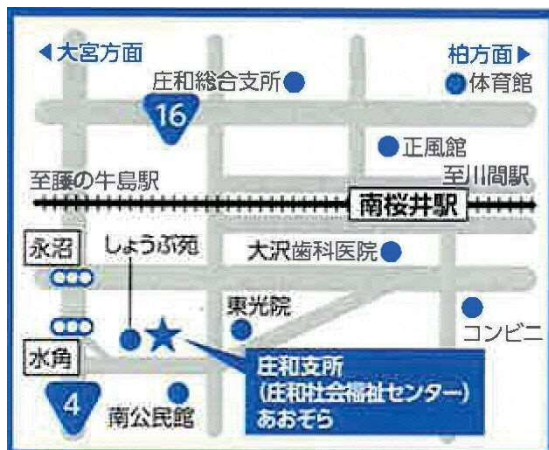 大宮方面
柏方面
庄和総合支所
体育館
16
正風館
至藤の牛島駅
至川間駅
南桜井駅
永沼
しょうぶ苑
大沢歯科医院
東光院
コンビニ
水角
庄和支所
(庄和社会福祉センター)
あおぞら
4
南公民館